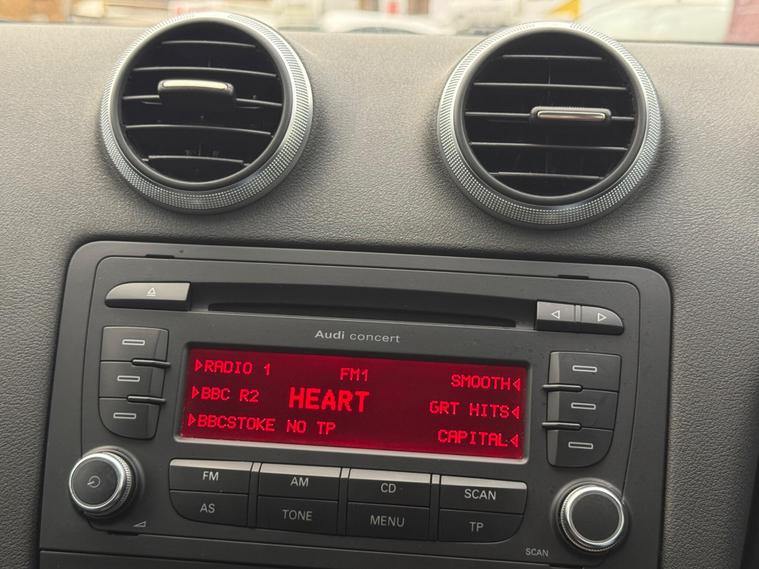 Audi concert
RADIO 1 FM1 SMOOTH
BBC R2 HEART GRT HITS
BBCSTOKE NO TP CAPITAL
FM AM CD SCAN
AS TONE MENU TP
SCAN